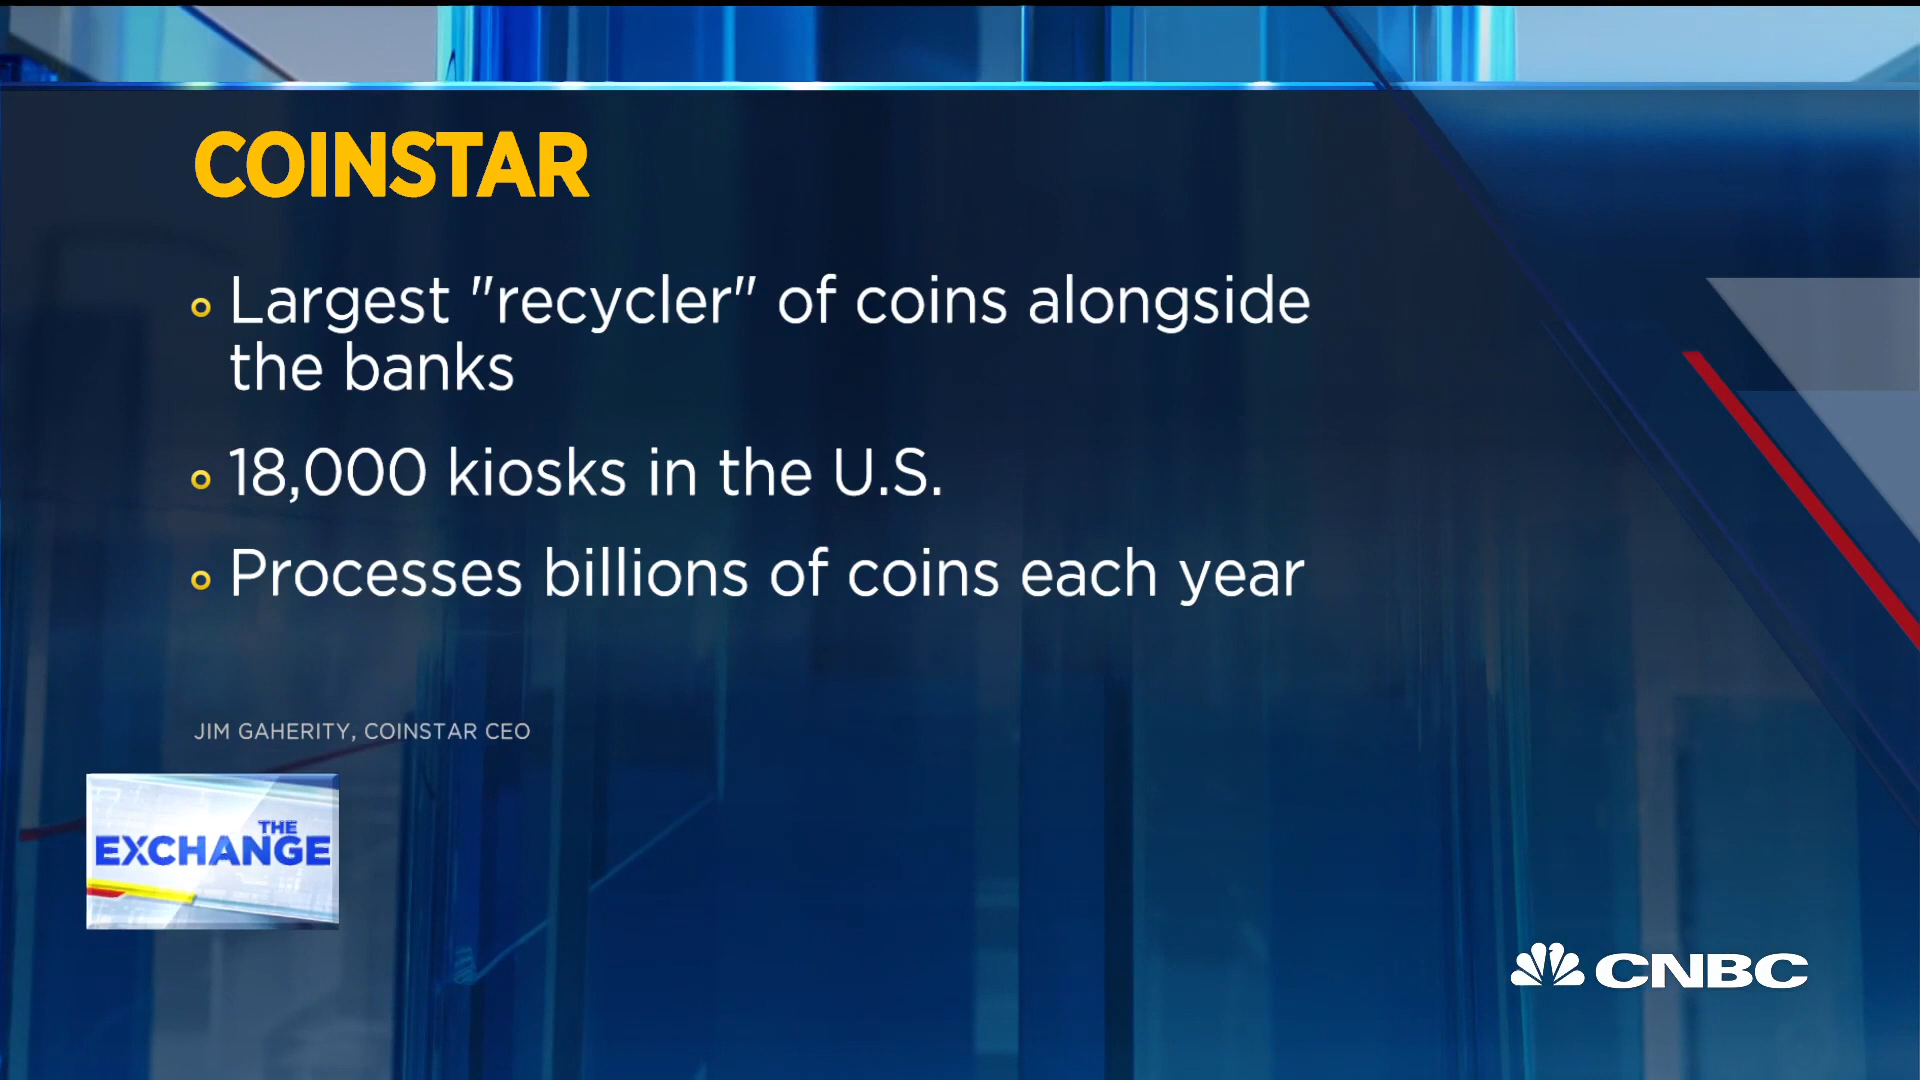 COINSTAR
Largest "recycler" of coins alongside
the banks
18,000 kiosks in the U.S.
Processes billions of coins each year
JIM GAHERITY, COINSTAR CEO
THE
EXCHANGE
CNBC